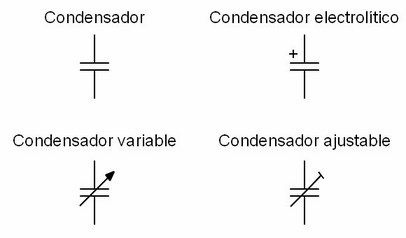 Condensador
Condensador electrolítico
+
Condensador variable
Condensador ajustable